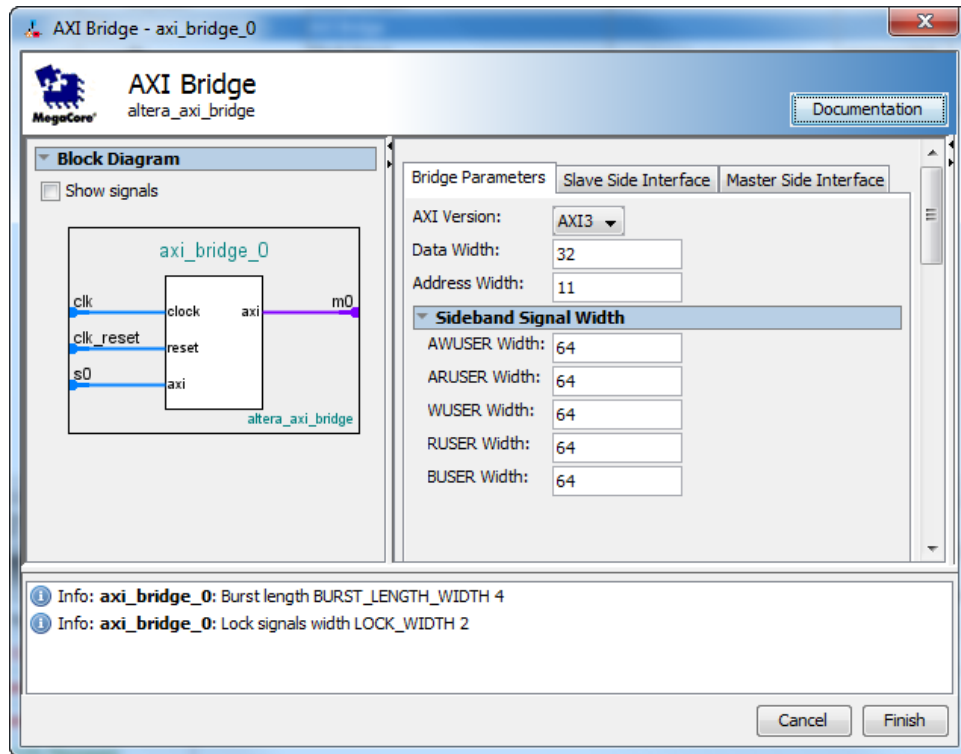 AXI Bridge - axi_bridge_0
AXI Bridge
altera_axi_bridge
MegaCore®
Documentation
Block Diagram
Show signals
axi_bridge_0
clk
clock
axi
m0
clk_reset
reset
s0
axi
altera_axi_bridge
Bridge Parameters Slave Side Interface Master Side Interface
AXI Version: AXI3
Data Width: 32
Address Width: 11
Sideband Signal Width
AWUSER Width: 64
ARUSER Width: 64
WUSER Width: 64
RUSER Width: 64
BUSER Width: 64
Info: axi_bridge_0: Burst length BURST_LENGTH_WIDTH 4
Info: axi_bridge_0: Lock signals width LOCK_WIDTH 2
Cancel Finish